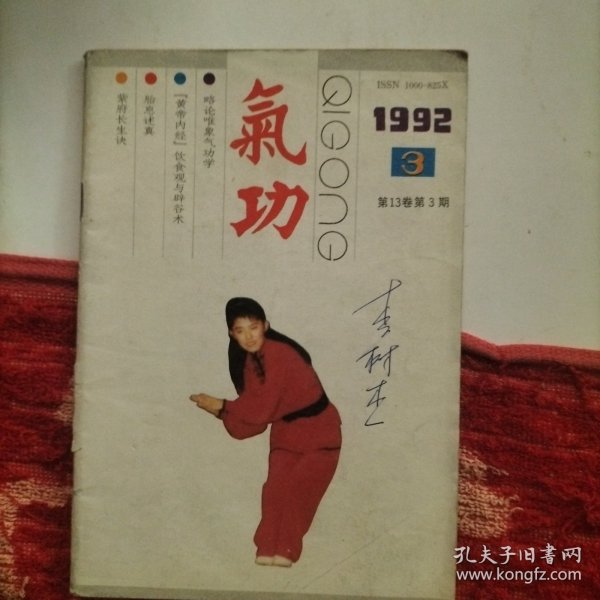 ISSN 1000-825X
1992
3
第13卷第3期
氣功
QIGONG
略论唯象气功学
『黄帝内经』饮食观与辟谷术
胎息述真
紫府长生诀
孔夫子旧书网
www.kongfz.com